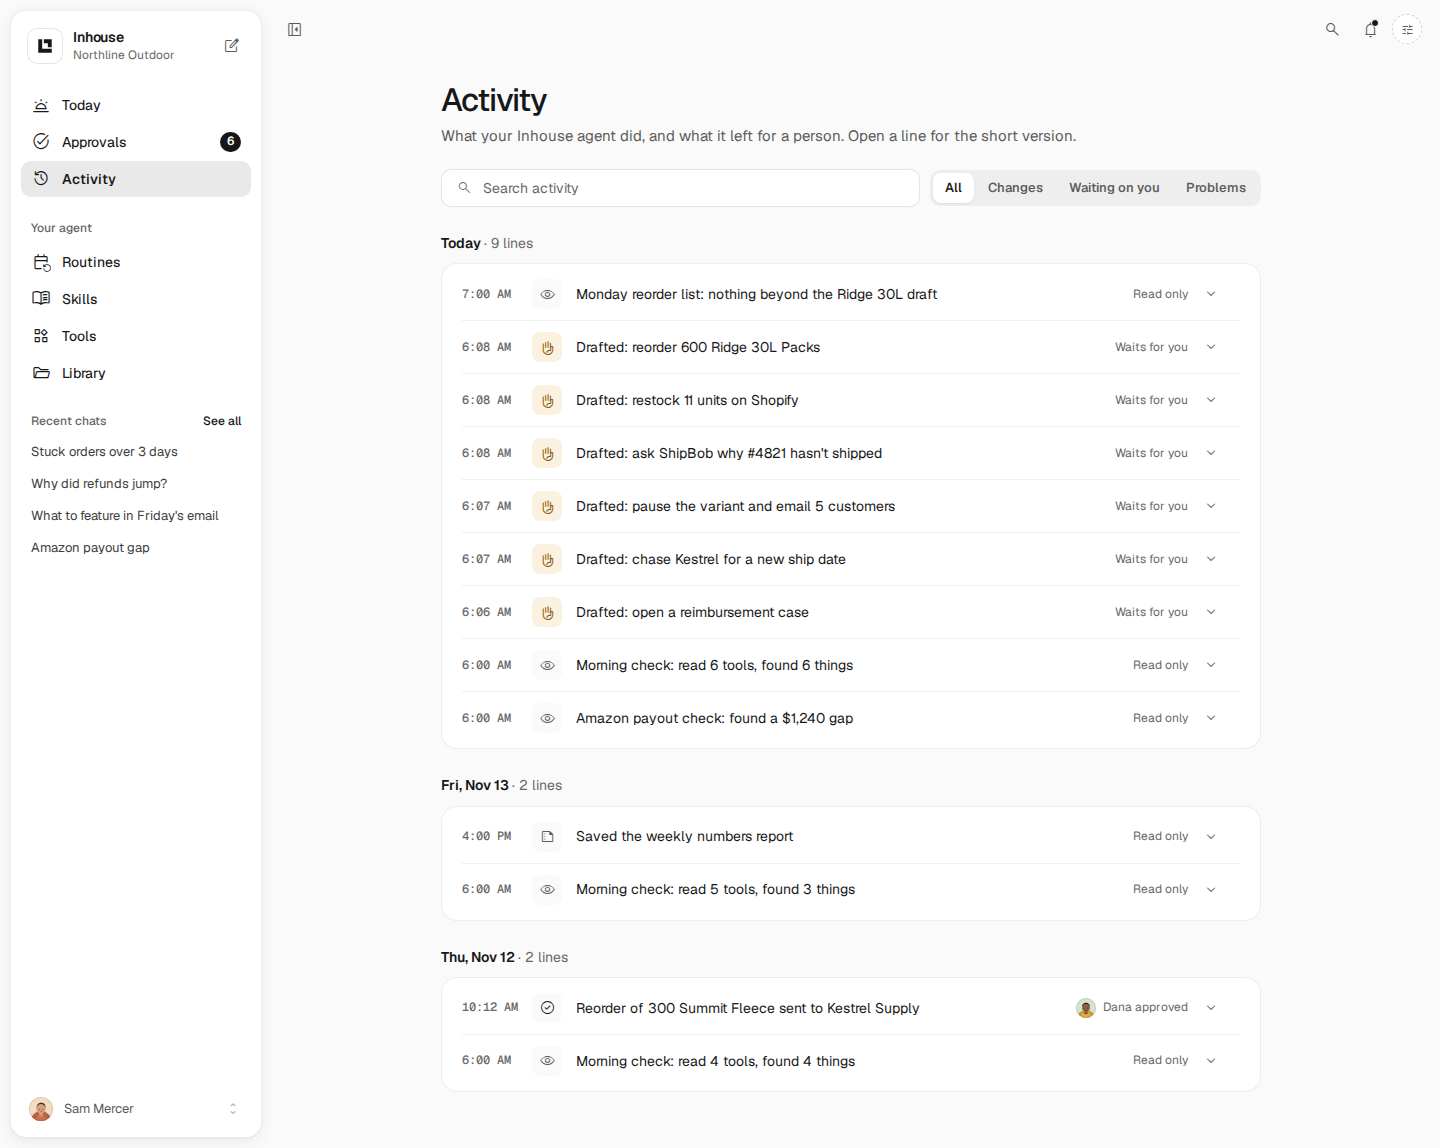 Inhouse
Northline Outdoor
Today
Approvals 6
Activity
Your agent
Routines
Skills
Tools
Library
Recent chats See all
Stuck orders over 3 days
Why did refunds jump?
What to feature in Friday's email
Amazon payout gap
Sam Mercer
Activity
What your Inhouse agent did, and what it left for a person. Open a line for the short version.
Search activity
All Changes Waiting on you Problems
Today · 9 lines
7:00 AM Monday reorder list: nothing beyond the Ridge 30L draft Read only
6:08 AM Drafted: reorder 600 Ridge 30L Packs Waits for you
6:08 AM Drafted: restock 11 units on Shopify Waits for you
6:08 AM Drafted: ask ShipBob why #4821 hasn't shipped Waits for you
6:07 AM Drafted: pause the variant and email 5 customers Waits for you
6:07 AM Drafted: chase Kestrel for a new ship date Waits for you
6:06 AM Drafted: open a reimbursement case Waits for you
6:00 AM Morning check: read 6 tools, found 6 things Read only
6:00 AM Amazon payout check: found a $1,240 gap Read only
Fri, Nov 13 · 2 lines
4:00 PM Saved the weekly numbers report Read only
6:00 AM Morning check: read 5 tools, found 3 things Read only
Thu, Nov 12 · 2 lines
10:12 AM Reorder of 300 Summit Fleece sent to Kestrel Supply Dana approved
6:00 AM Morning check: read 4 tools, found 4 things Read only